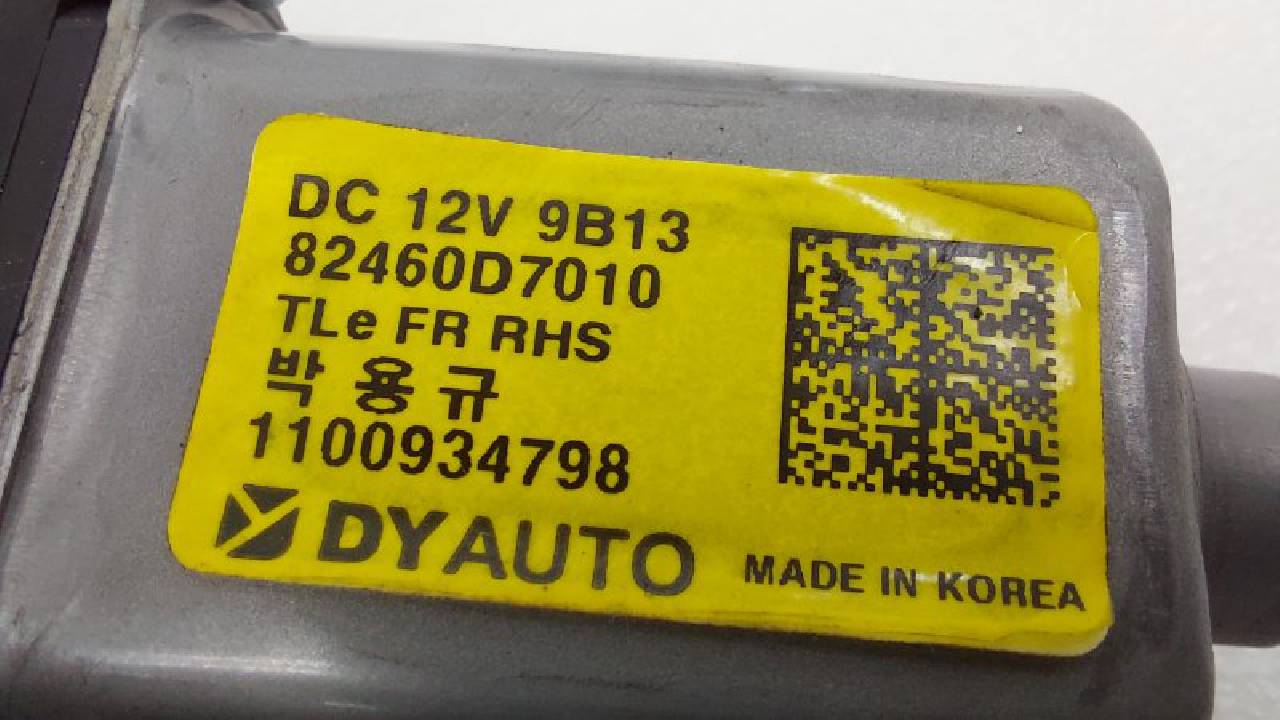 DC 12V 9B13
82460D7010
TLe FR RHS
박 용 규
1100934798
DYAUTO
MADE IN KOREA